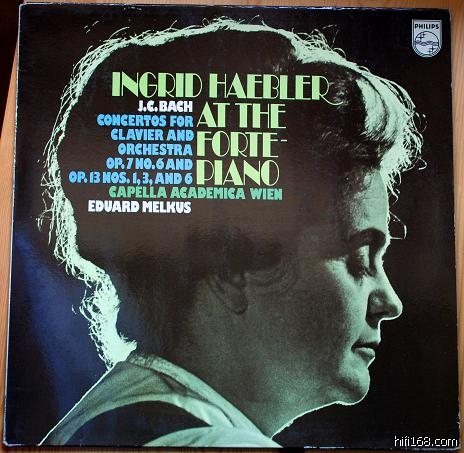 PHILIPS
INGRID HAEBLER
AT THE
FORTE-
PIANO
J.C. BACH
CONCERTOS FOR
CLAVIER AND
ORCHESTRA
OP. 7 NO. 6 AND
OP. 13 NOS. 1, 3, AND 6
CAPELLA ACADEMICA WIEN
EDUARD MELKUS
hifi168.com